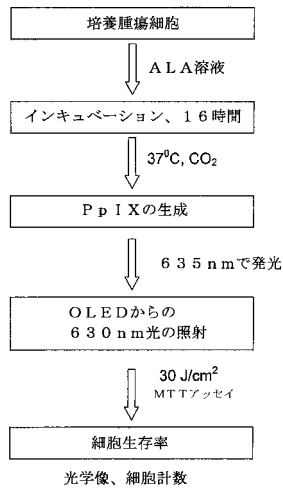 培養腫瘍細胞
ALA溶液
インキュベーション、16時間
37⁰C, CO₂
PpIXの生成
635nmで発光
OLEDからの
630nm光の照射
30 J/cm²
MTTアッセイ
細胞生存率
光学像、細胞計数